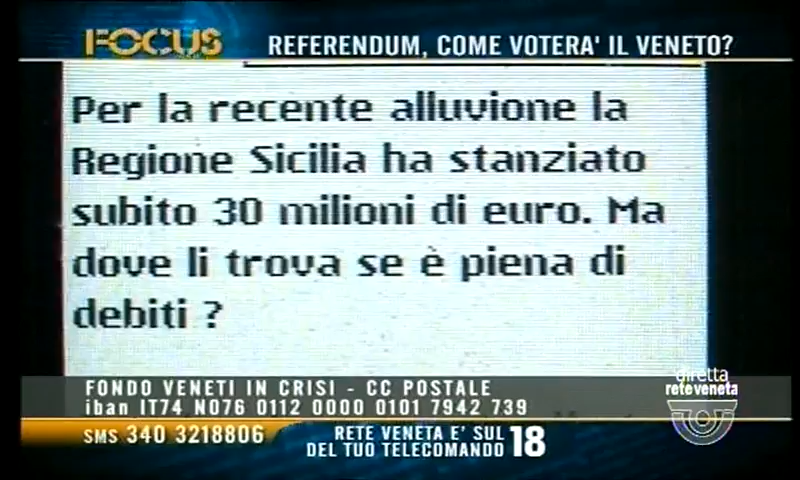 FOCUS
REFERENDUM, COME VOTERA' IL VENETO?
Per la recente alluvione la
Regione Sicilia ha stanziato
subito 30 milioni di euro. Ma
dove li trova se è piena di
debiti ?
FONDO VENETI IN CRISI - CC POSTALE
iban IT74 N076 0112 0000 0101 7942 739
diretta
reteveneta
SMS 340 3218806
RETE VENETA E' SUL 18
DEL TUO TELECOMANDO